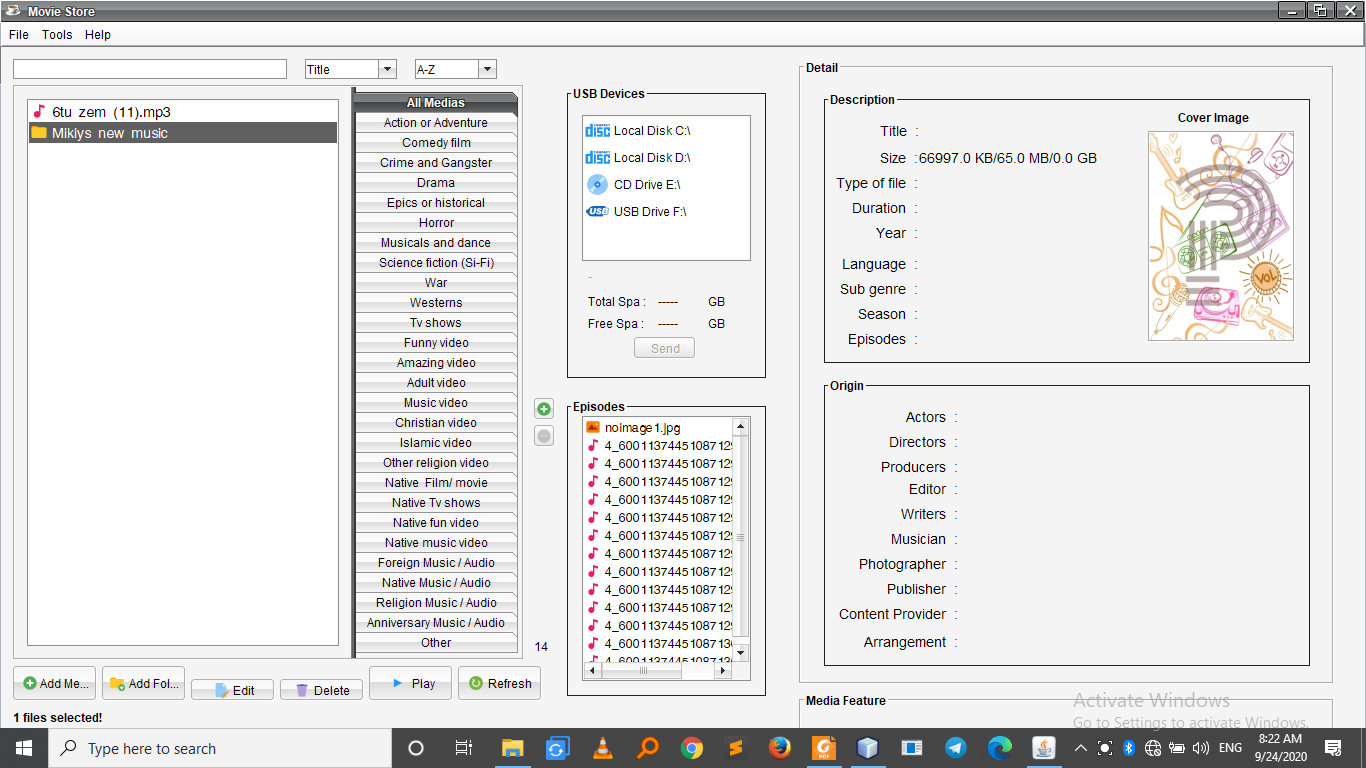 Movie Store
File Tools Help
Title A-Z
6tu zem (11).mp3
Mikiys new music
All Medias
Action or Adventure
Comedy film
Crime and Gangster
Drama
Epics or historical
Horror
Musicals and dance
Science fiction (Si-Fi)
War
Westerns
Tv shows
Funny video
Amazing video
Adult video
Music video
Christian video
Islamic video
Other religion video
Native Film/ movie
Native Tv shows
Native fun video
Native music video
Foreign Music / Audio
Native Music / Audio
Religion Music / Audio
Anniversary Music / Audio
Other
14
Add Me... Add Fol... Edit Delete Play Refresh
1 files selected!
USB Devices
disc Local Disk C:\
disc Local Disk D:\
CD Drive E:\
USB USB Drive F:\
-
Total Spa : ----- GB
Free Spa : ----- GB
Send
Episodes
noimage1.jpg
4_6001137445108712
4_6001137445108712
4_6001137445108712
4_6001137445108712
4_6001137445108712
4_6001137445108712
4_6001137445108712
4_6001137445108712
4_6001137445108712
4_6001137445108712
4_6001137445108712
4_600113744510871
4_600113744510871
Detail
Description
Title :
Size :66997.0 KB/65.0 MB/0.0 GB
Type of file :
Duration :
Year :
Language :
Sub genre :
Season :
Episodes :
Cover Image
VOL
Origin
Actors :
Directors :
Producers :
Editor :
Writers :
Musician :
Photographer :
Publisher :
Content Provider :
Arrangement :
Media Feature
Activate Windows
Go to Settings to activate Windows.
Type here to search
PDF
ENG
8:22 AM
9/24/2020